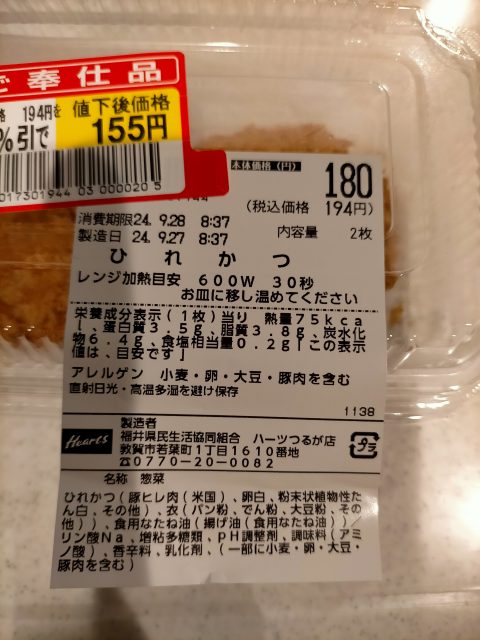 ご奉仕品
格 194円を 値下後価格
%引で 155円
017301944 03 000020 5
本体価格(円) 180
(税込価格 194円)
消費期限24. 9.28 8:37 内容量 2枚
製造日 24. 9.27 8:37
ひれかつ
レンジ加熱目安 600W 30秒
お皿に移し温めてください
栄養成分表示(1枚)当り 熱量75kca
l、蛋白質3.5g、脂質3.8g、炭水化
物6.4g、食塩相当量0.2g[この表示
値は、目安です]
アレルゲン 小麦・卵・大豆・豚肉を含む
直射日光・高温多湿を避け保存
1138
製造者
Hearts 福井県民生活協同組合 ハーツつるが店
敦賀市若葉町1丁目1610番地
☎0770-20-0082
プラ
名称 惣菜
ひれかつ(豚ヒレ肉(米国)、卵白、粉末状植物性た
ん白、その他)、衣(パン粉、でん粉、大豆粉、その
他))、食用なたね油(揚げ油(食用なたね油))/
リン酸Na、増粘多糖類、pH調整剤、調味料(アミ
ノ酸)、香辛料、乳化剤、(一部に小麦・卵・大豆・
豚肉を含む)